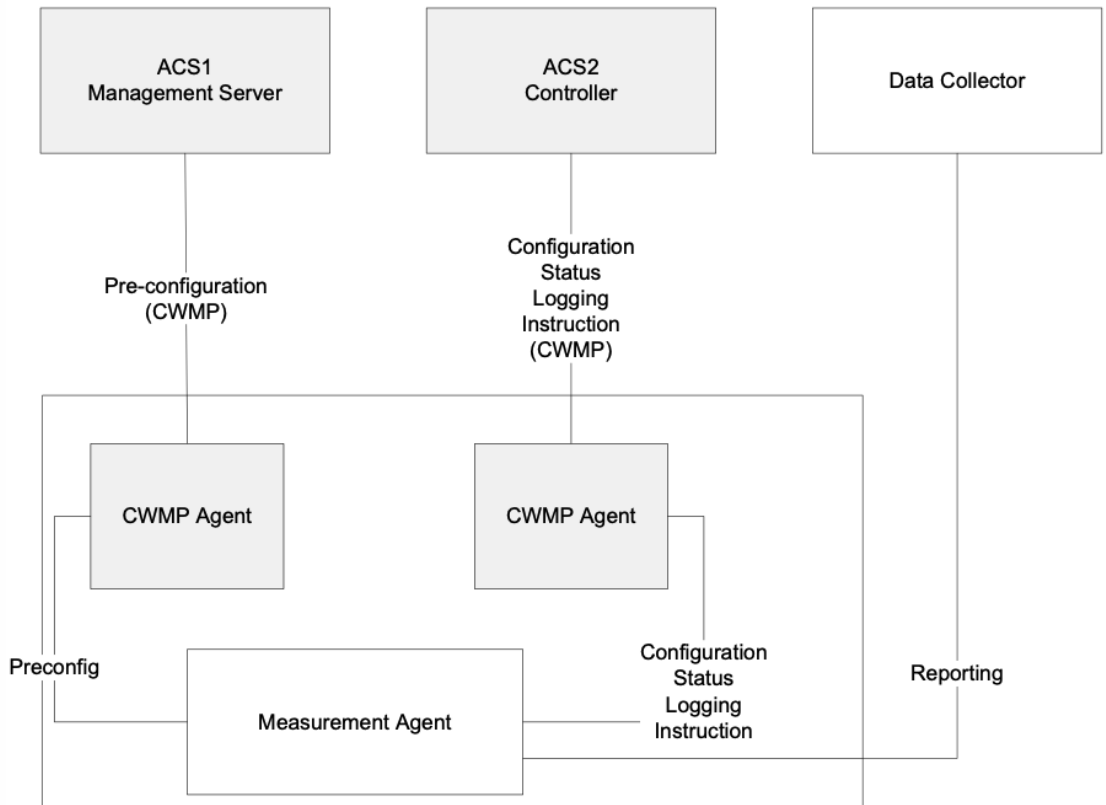 ACS1
Management Server
ACS2
Controller
Data Collector
Pre-configuration
(CWMP)
Configuration
Status
Logging
Instruction
(CWMP)
CWMP Agent
CWMP Agent
Preconfig
Measurement Agent
Configuration
Status
Logging
Instruction
Reporting